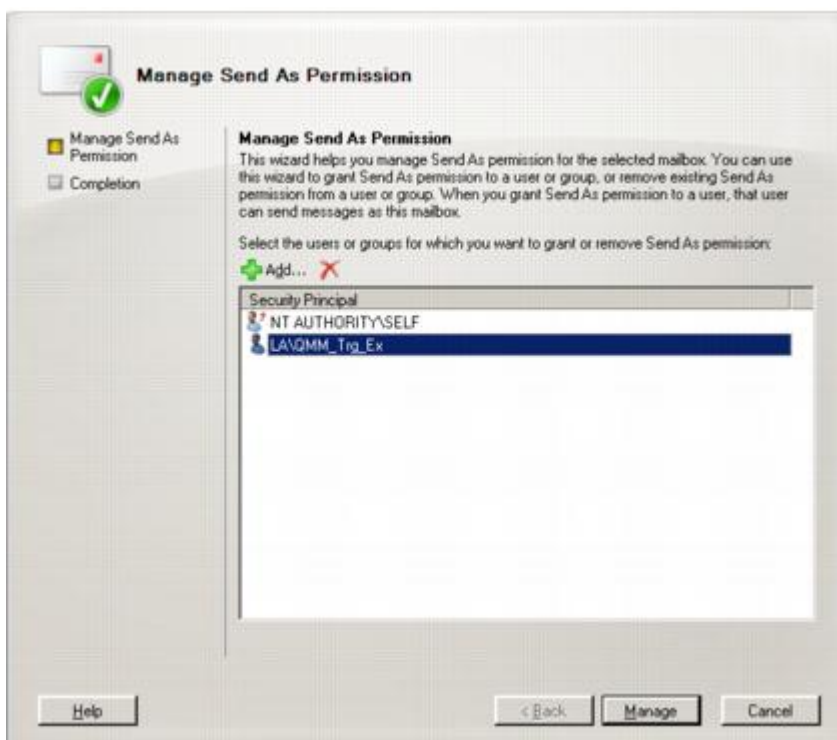 Manage Send As Permission
Manage Send As
Permission
Completion
Manage Send As Permission
This wizard helps you manage Send As permission for the selected mailbox. You can use
this wizard to grant Send As permission to a user or group, or remove existing Send As
permission from a user or group. When you grant Send As permission to a user, that user
can send messages as this mailbox.
Select the users or groups for which you want to grant or remove Send As permission:
Add...
Security Principal
NT AUTHORITY\SELF
LA\QMM_Trg_Ex
Help
< Back
Manage
Cancel